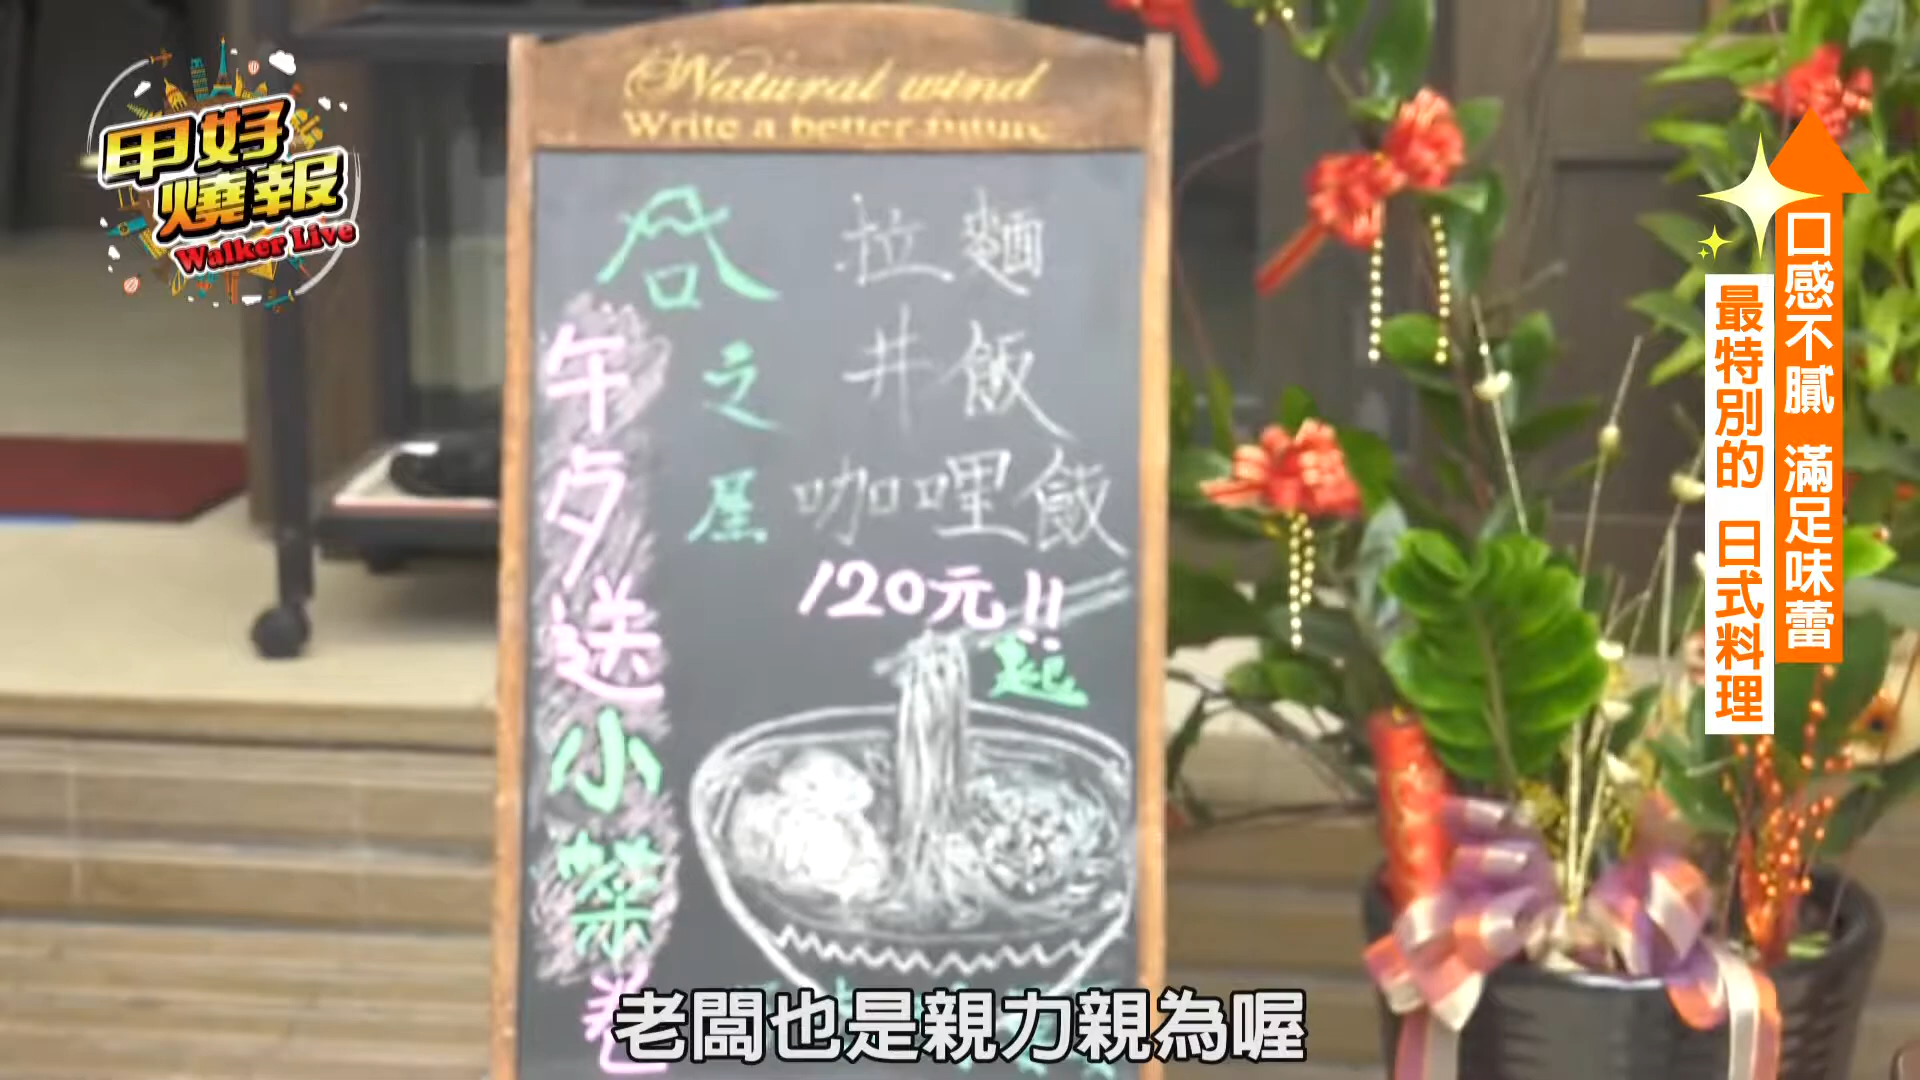 甲好
燒報
Walker Live
Natural wind
Write a better future
拉麵
丼飯
咖哩飯
120元!!
起
合之屋
午夕送小菜
口感不膩 滿足味蕾
最特別的 日式料理
老闆也是親力親為喔